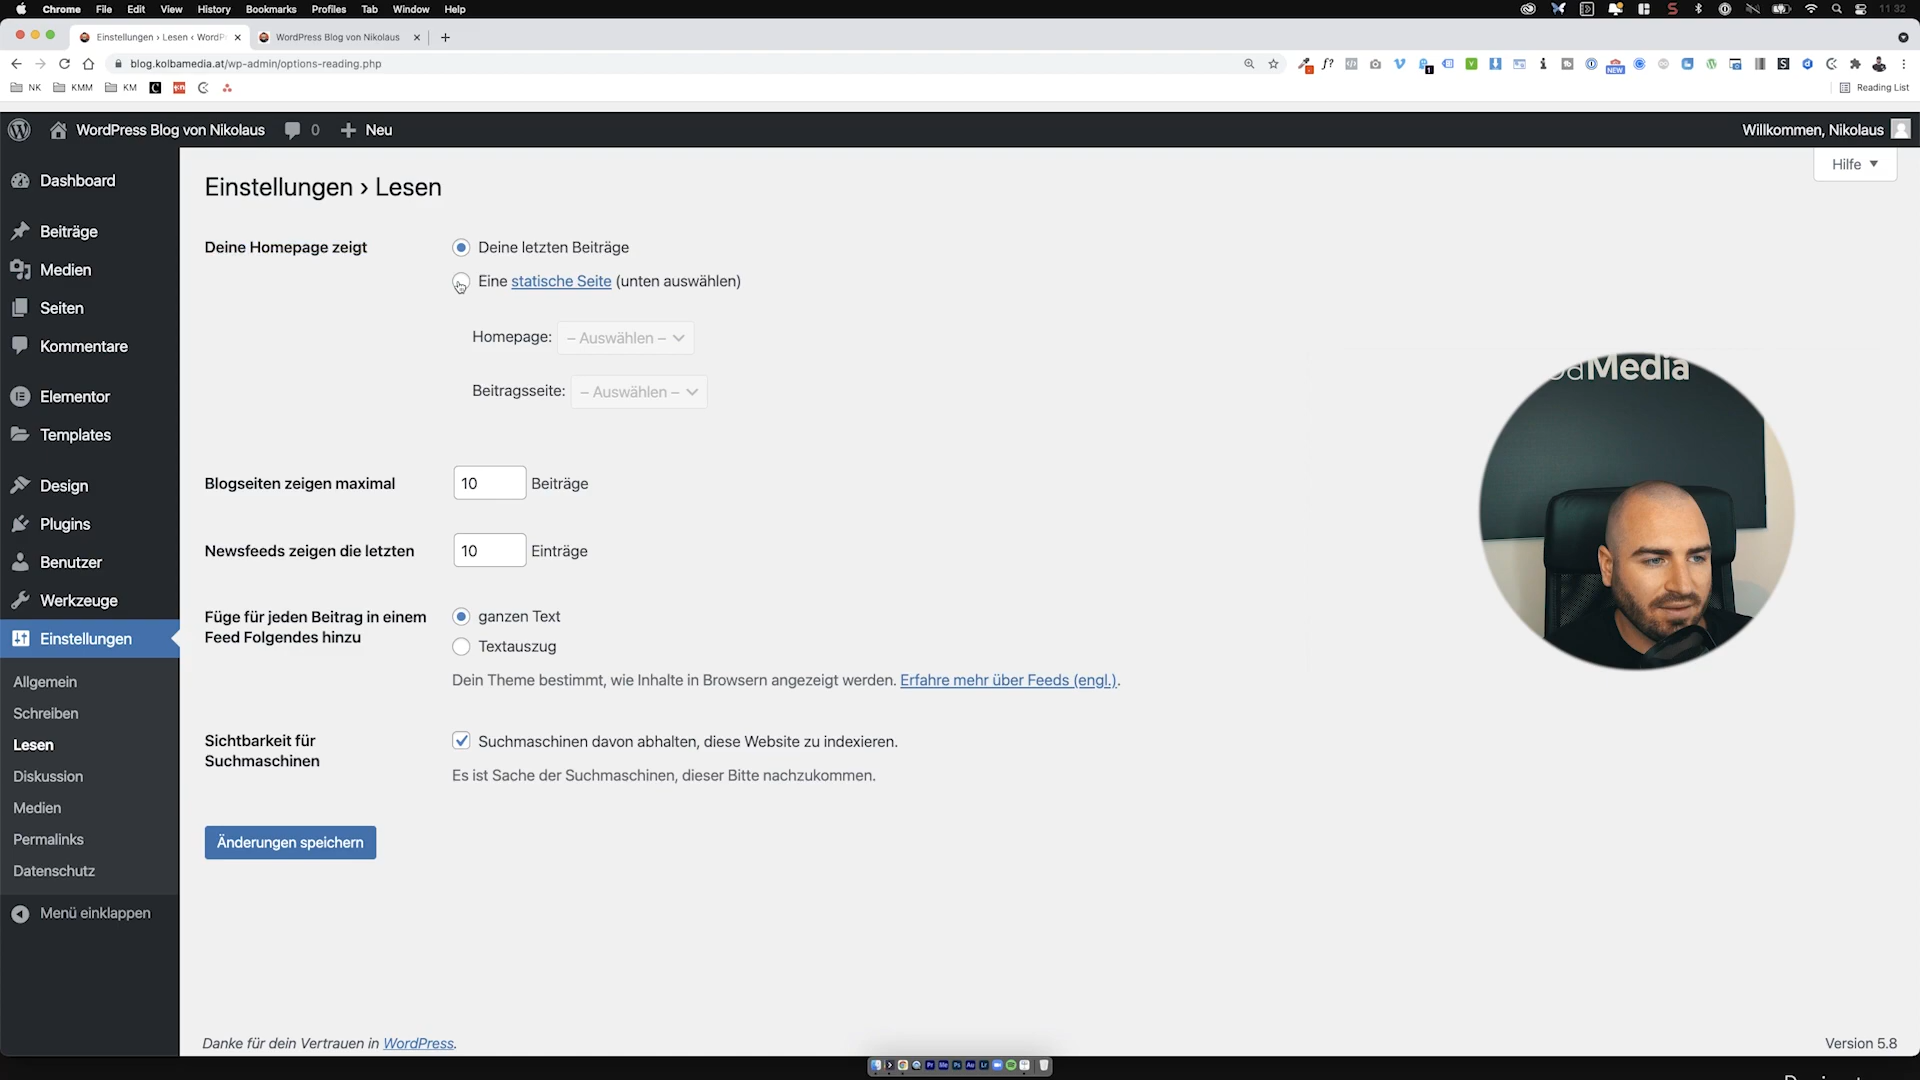 Chrome File Edit View History Bookmarks Profiles Tab Window Help 11 32
Einstellungen › Lesen ‹ WordPr
WordPress Blog von Nikolaus
blog.kolbamedia.at/wp-admin/options-reading.php
NK KMM KM Reading List
WordPress Blog von Nikolaus 0 Neu Willkommen, Nikolaus
Hilfe
Dashboard
Beiträge
Medien
Seiten
Kommentare
Elementor
Templates
Design
Plugins
Benutzer
Werkzeuge
Einstellungen
Allgemein
Schreiben
Lesen
Diskussion
Medien
Permalinks
Datenschutz
Menü einklappen
Einstellungen › Lesen
Deine Homepage zeigt
Deine letzten Beiträge
Eine statische Seite (unten auswählen)
Homepage: – Auswählen –
Beitragsseite: – Auswählen –
Blogseiten zeigen maximal 10 Beiträge
Newsfeeds zeigen die letzten 10 Einträge
Füge für jeden Beitrag in einem
Feed Folgendes hinzu
ganzen Text
Textauszug
Dein Theme bestimmt, wie Inhalte in Browsern angezeigt werden. Erfahre mehr über Feeds (engl.).
Sichtbarkeit für
Suchmaschinen
Suchmaschinen davon abhalten, diese Website zu indexieren.
Es ist Sache der Suchmaschinen, dieser Bitte nachzukommen.
Änderungen speichern
Media
Danke für dein Vertrauen in WordPress.
Version 5.8